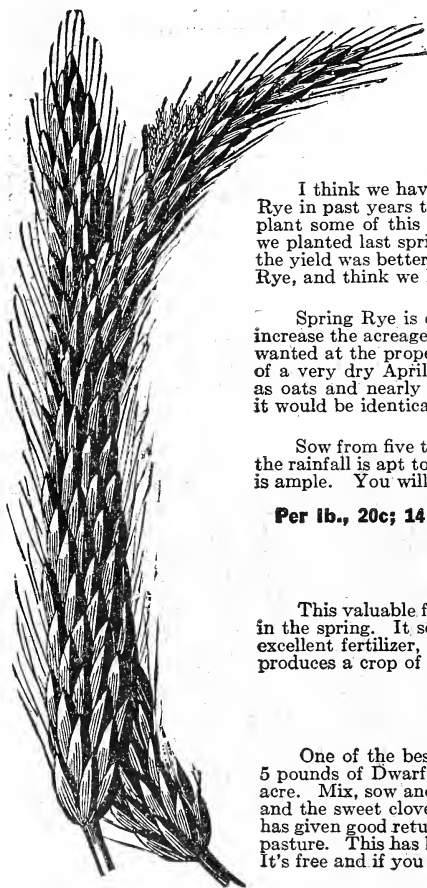 I think we hav
Rye in past years t
plant some of this
we planted last spri
the yield was better
Rye, and think we
Spring Rye is
increase the acreage
wanted at the prope
of a very dry April
as oats and nearly
it would be identica
Sow from five t
the rainfall is apt to
is ample. You will
Per lb., 20c; 14
This valuable f
in the spring. It s
excellent fertilizer,
produces a crop of
One of the bes
5 pounds of Dwarf
acre. Mix, sow and
and the sweet clove
has given good retu
pasture. This has
It's free and if you